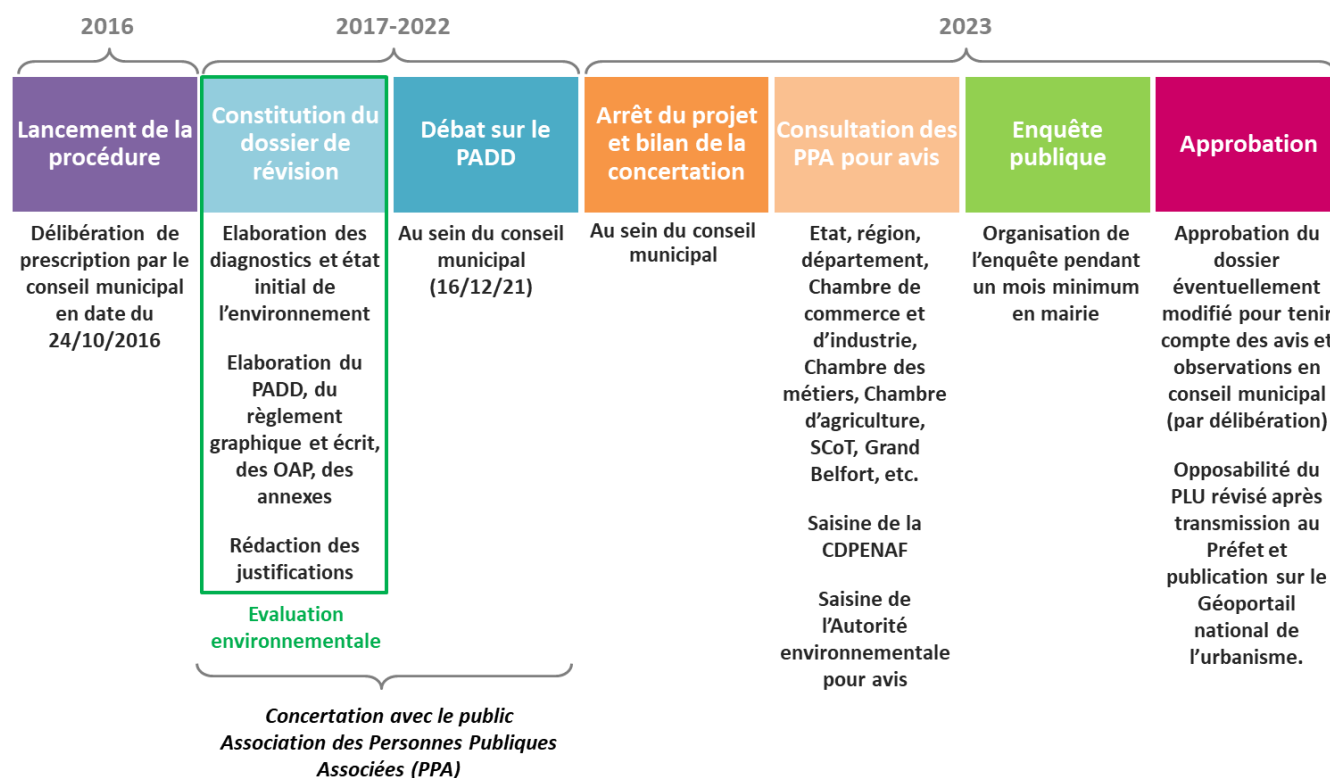 2016
2017-2022
2023
Lancement de la
procédure
Constitution du
dossier de
révision
Débat sur le
PADD
Arrêt du projet
et bilan de la
concertation
Consultation des
PPA pour avis
Enquête
publique
Approbation
Délibération de
prescription par le
conseil municipal
en date du
24/10/2016
Elaboration des
diagnostics et état
initial de
l'environnement
Elaboration du
PADD, du
règlement
graphique et écrit,
des OAP, des
annexes
Rédaction des
justifications
Evaluation
environnementale
Au sein du conseil
municipal
(16/12/21)
Concertation avec le public
Association des Personnes Publiques
Associées (PPA)
Au sein du conseil
municipal
Etat, région,
département,
Chambre de
commerce et
d'industrie,
Chambre des
métiers, Chambre
d'agriculture,
SCoT, Grand
Belfort, etc.
Saisine de la
CDPENAF
Saisine de
l'Autorité
environnementale
pour avis
Organisation de
l'enquête pendant
un mois minimum
en mairie
Approbation du
dossier
éventuellement
modifié pour tenir
compte des avis et
observations en
conseil municipal
(par délibération)
Opposabilité du
PLU révisé après
transmission au
Préfet et
publication sur le
Géoportail
national de
l'urbanisme.